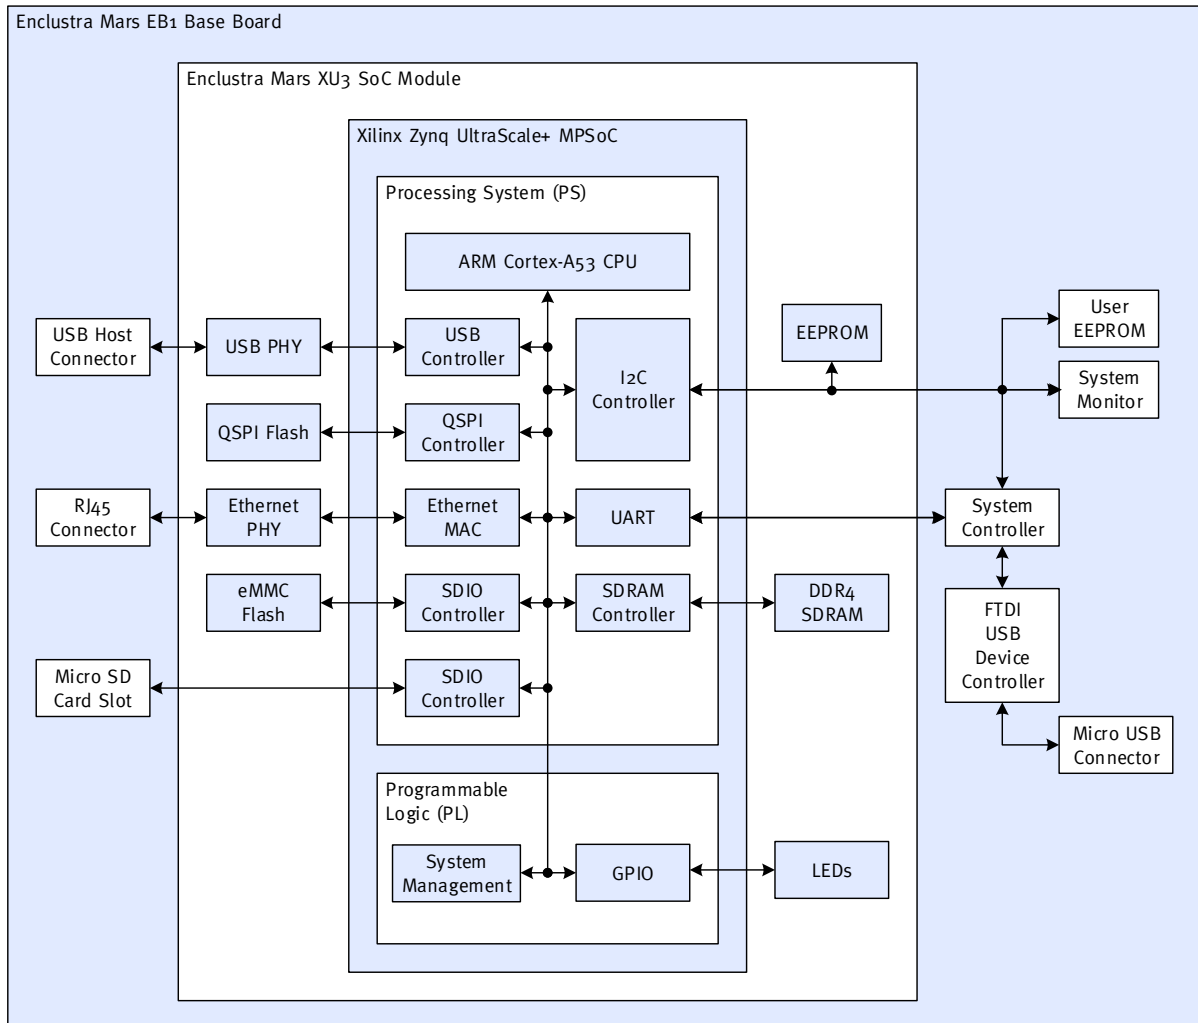 Enclustra Mars EB1 Base Board
Enclustra Mars XU3 SoC Module
Xilinx Zynq UltraScale+ MPSoC
Processing System (PS)
ARM Cortex-A53 CPU
USB Host
Connector
USB PHY
USB
Controller
I2C
Controller
EEPROM
User
EEPROM
System
Monitor
QSPI Flash
QSPI
Controller
RJ45
Connector
Ethernet
PHY
Ethernet
MAC
UART
System
Controller
eMMC
Flash
SDIO
Controller
SDRAM
Controller
DDR4
SDRAM
FTDI
USB
Device
Controller
Micro SD
Card Slot
SDIO
Controller
Micro USB
Connector
Programmable
Logic (PL)
System
Management
GPIO
LEDs